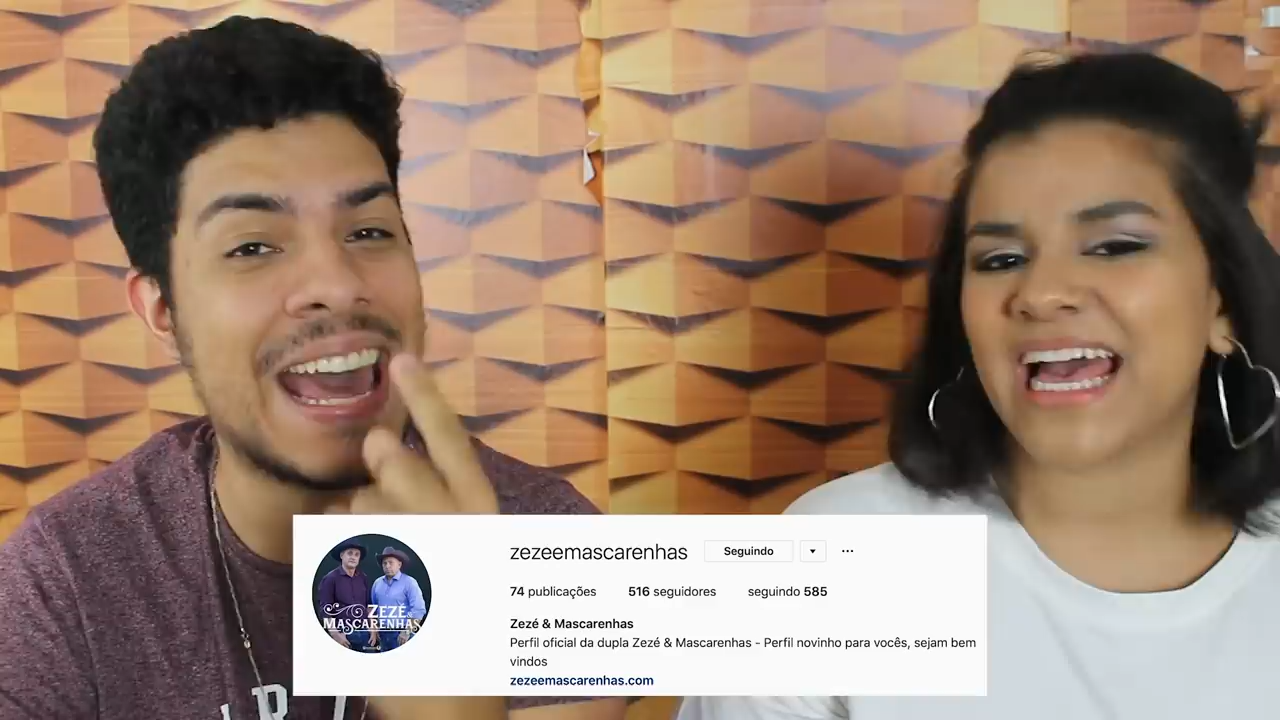 zezeemascarenhas Seguindo
74 publicações 516 seguidores seguindo 585
Zezé & Mascarenhas
Perfil oficial da dupla Zezé & Mascarenhas - Perfil novinho para vocês, sejam bem
vindos
zezeemascarenhas.com
ZEZÉ &
MASCARENHAS